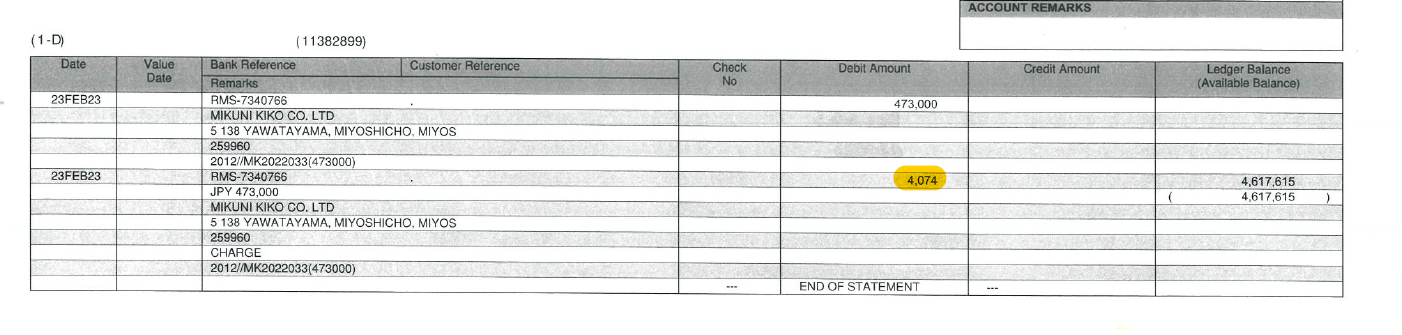 ACCOUNT REMARKS
(1-D) (11382899)
Date Value Date Bank Reference Customer Reference Check No Debit Amount Credit Amount Ledger Balance (Available Balance)
Remarks
23FEB23 RMS-7340766 . 473,000
MIKUNI KIKO CO. LTD
5 138 YAWATAYAMA, MIYOSHICHO. MIYOS
259960
2012//MK2022033(473000)
23FEB23 RMS-7340766 . 4,074 4,617,615
JPY 473,000 ( 4,617,615 )
MIKUNI KIKO CO. LTD
5 138 YAWATAYAMA, MIYOSHICHO, MIYOS
259960
CHARGE
2012//MK2022033(473000)
--- END OF STATEMENT ---